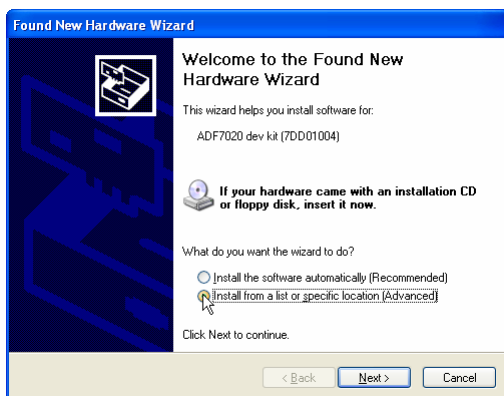 Found New Hardware Wizard
Welcome to the Found New
Hardware Wizard
This wizard helps you install software for:
ADF7020 dev kit (7DD01004)
If your hardware came with an installation CD
or floppy disk, insert it now.
What do you want the wizard to do?
Install the software automatically (Recommended)
Install from a list or specific location (Advanced)
Click Next to continue.
< Back Next > Cancel